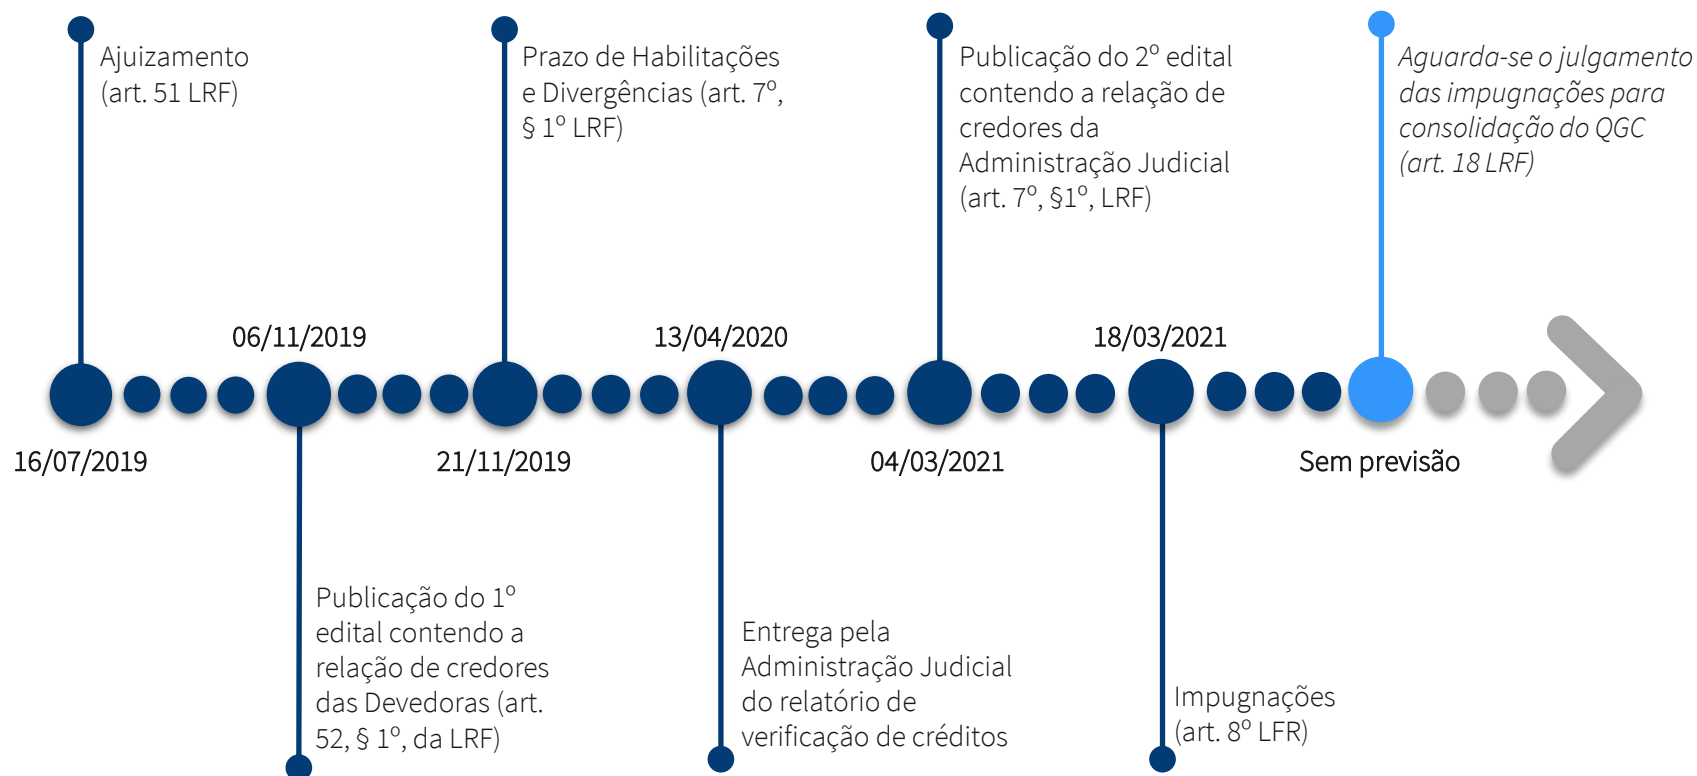 Ajuizamento
(art. 51 LRF)
Prazo de Habilitações
e Divergências (art. 7º,
§ 1º LRF)
Publicação do 2º edital
contendo a relação de
credores da
Administração Judicial
(art. 7º, §1º, LRF)
Aguarda-se o julgamento
das impugnações para
consolidação do QGC
(art. 18 LRF)
06/11/2019
13/04/2020
18/03/2021
16/07/2019
21/11/2019
04/03/2021
Sem previsão
Publicação do 1º
edital contendo a
relação de credores
das Devedoras (art.
52, § 1º, da LRF)
Entrega pela
Administração Judicial
do relatório de
verificação de créditos
Impugnações
(art. 8º LFR)